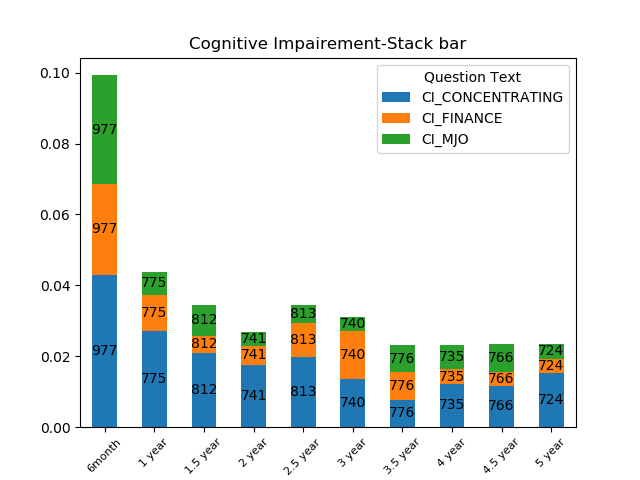 Cognitive Impairement-Stack bar
Question Text
CI_CONCENTRATING
CI_FINANCE
CI_MJO
0.10
0.08
0.06
0.04
0.02
0.00
977
775
812
741
813
740
776
735
766
724
977
775
812
741
813
740
776
735
766
724
977
775
812
741
813
740
776
735
766
724
6month
1 year
1.5 year
2 year
2.5 year
3 year
3.5 year
4 year
4.5 year
5 year